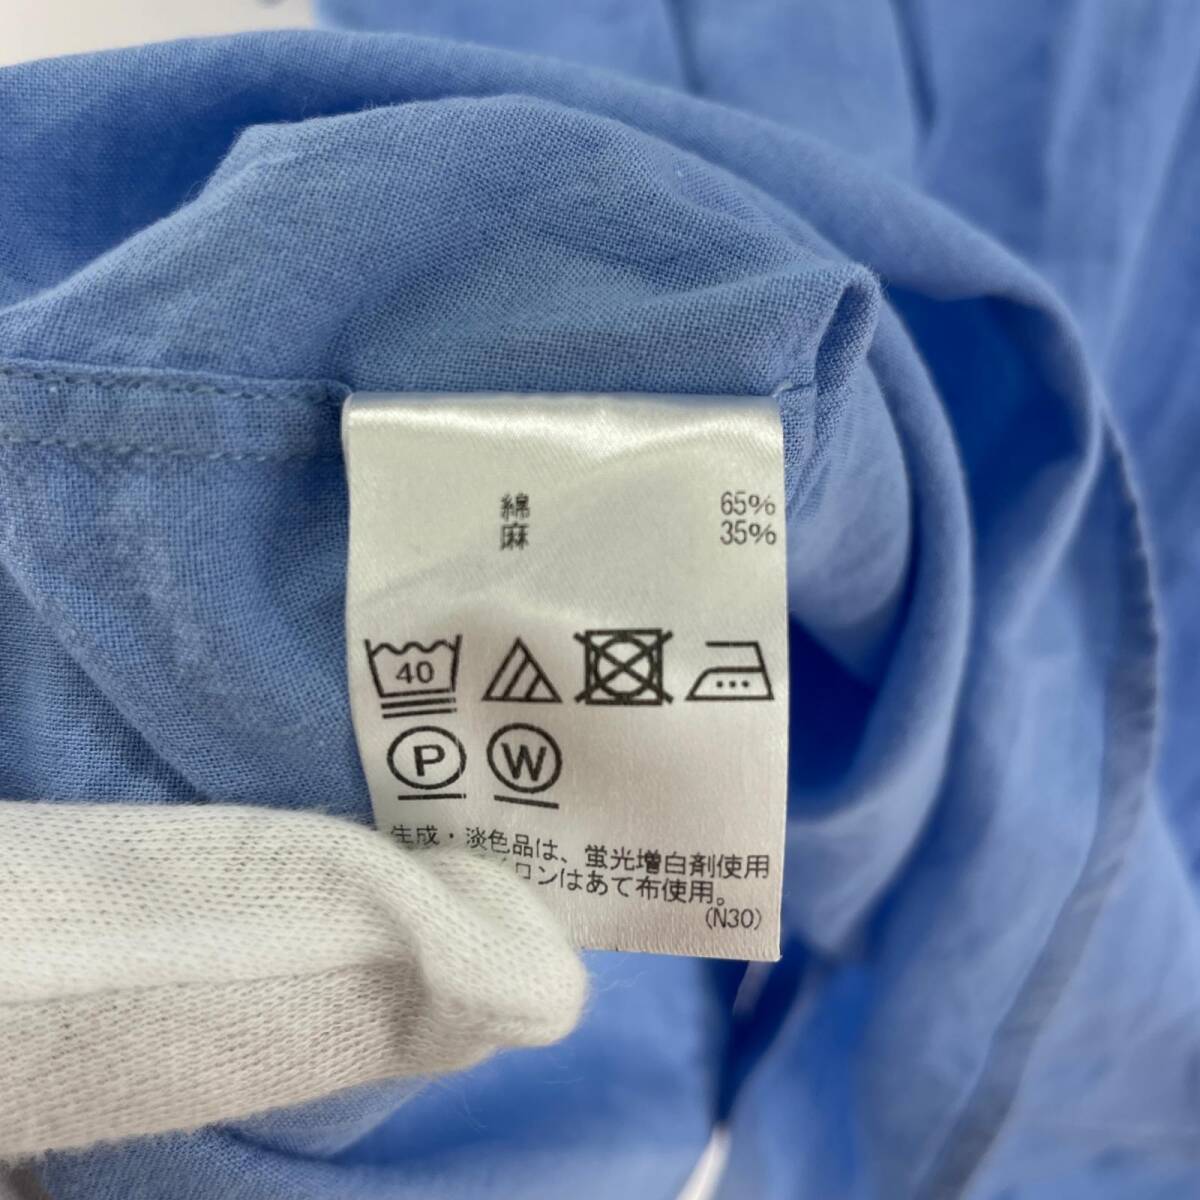 綿 65%
麻 35%
40
P W
生成・淡色品は、蛍光増白剤使用
ロンはあて布使用。
(N30)